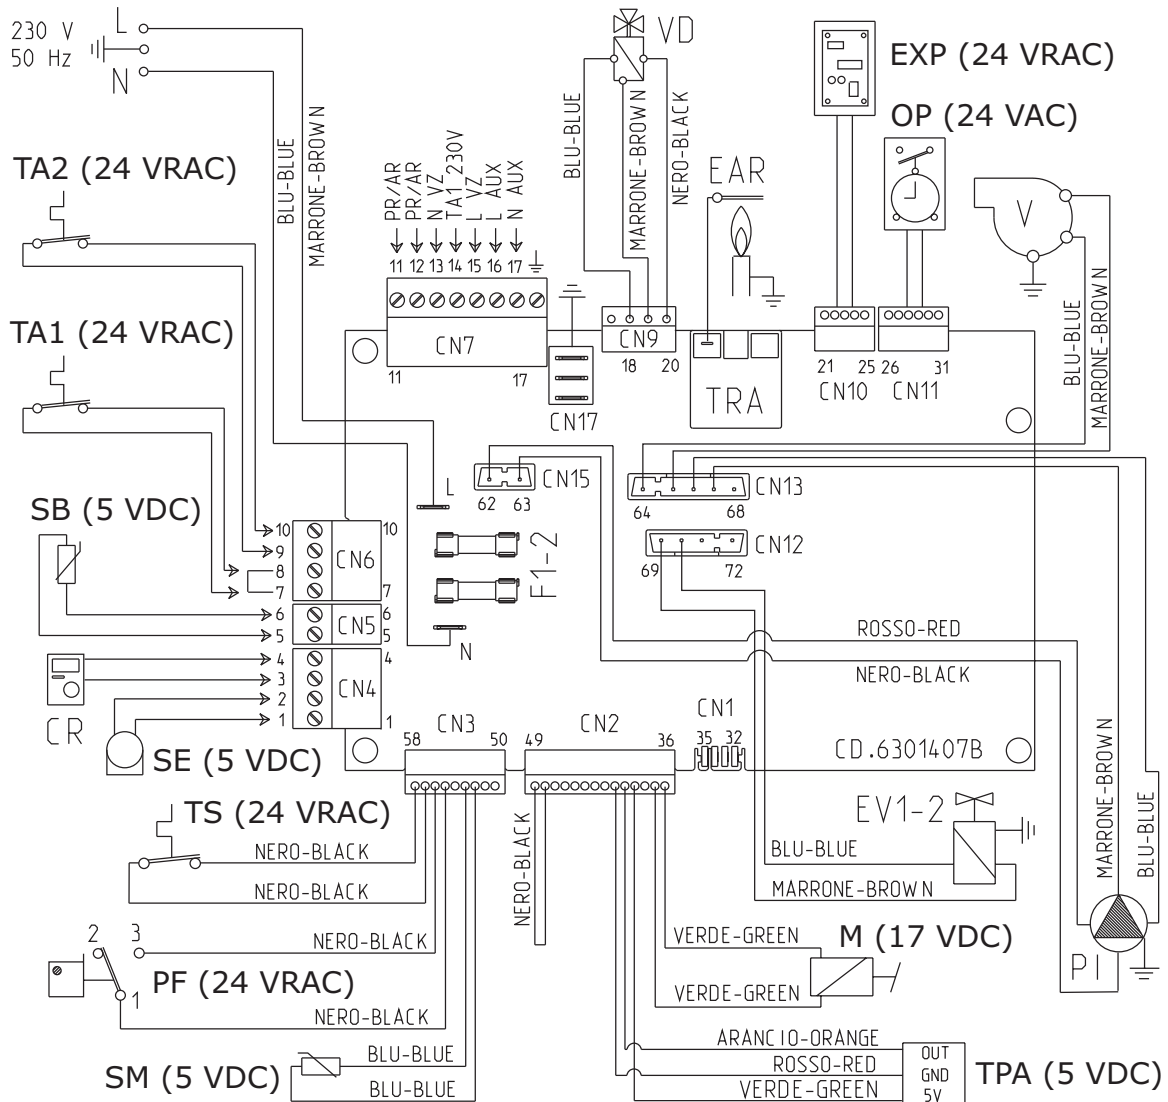 230 V
50 Hz
L
N
VD
EXP (24 VRAC)
OP (24 VAC)
TA2 (24 VRAC)
BLU-BLUE
MARRONE-BROWN
PR/AR
PR/AR
N VZ
TA1 230V
L VZ
L AUX
N AUX
BLU-BLUE
MARRONE-BROWN
NERO-BLACK
EAR
V
11 12 13 14 15 16 17
TA1 (24 VRAC)
CN7
11 17
CN17
CN9
18 20
TRA
21 25
CN10
26 31
CN11
BLU-BLUE
MARRONE-BROWN
SB (5 VDC)
L
CN15
62 63
CN13
64 68
CN12
69 72
10
9
8
7
CN6
10
7
F1-2
6
5
CN5
6
5
N
ROSSO-RED
NERO-BLACK
4
3
2
1
CN4
4
1
CR
SE (5 VDC)
CN3
58 50
CN2
49 36
CN1
35 32
CD.6301407B
TS (24 VRAC)
NERO-BLACK
NERO-BLACK
NERO-BLACK
EV1-2
BLU-BLUE
MARRONE-BROWN
MARRONE-BROWN
BLU-BLUE
2 3
1
PF (24 VRAC)
NERO-BLACK
NERO-BLACK
VERDE-GREEN
VERDE-GREEN
M (17 VDC)
PI
SM (5 VDC)
BLU-BLUE
BLU-BLUE
ARANCIO-ORANGE
ROSSO-RED
VERDE-GREEN
OUT
GND
5V
TPA (5 VDC)